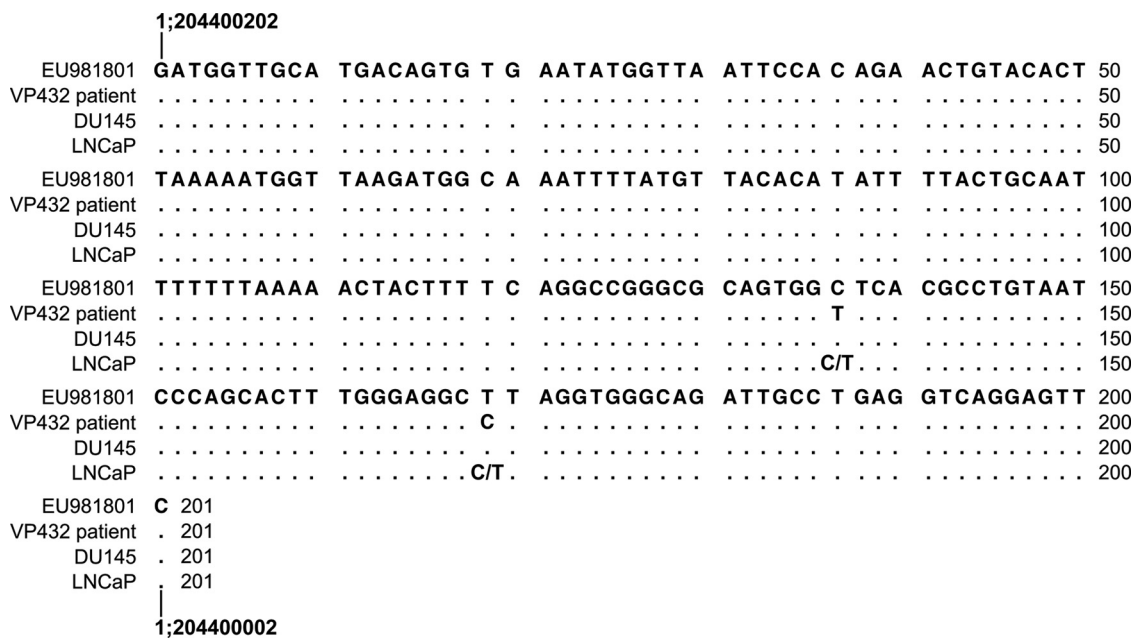 1;204400202
EU981801 GATGGTTGCA TGACAGTG T G AATATGGTTA ATTCCA C AGA ACTGTACACT 50
VP432 patient . . . . . . . . . . . . . . . . . . . . . . . . . . . . . . . . . . . . . . . . . . . . . . . . . . 50
DU145 . . . . . . . . . . . . . . . . . . . . . . . . . . . . . . . . . . . . . . . . . . . . . . . . . . 50
LNCaP . . . . . . . . . . . . . . . . . . . . . . . . . . . . . . . . . . . . . . . . . . . . . . . . . . 50
EU981801 TAAAAATGGT TAAGATGG C A AATTTTATGT TACACA T ATT TTACTGCAAT 100
VP432 patient . . . . . . . . . . . . . . . . . . . . . . . . . . . . . . . . . . . . . . . . . . . . . . . . . . 100
DU145 . . . . . . . . . . . . . . . . . . . . . . . . . . . . . . . . . . . . . . . . . . . . . . . . . . 100
LNCaP . . . . . . . . . . . . . . . . . . . . . . . . . . . . . . . . . . . . . . . . . . . . . . . . . . 100
EU981801 TTTTTTAAAA ACTACTTT T C AGGCCGGGCG CAGTGG C TCA CGCCTGTAAT 150
VP432 patient . . . . . . . . . . . . . . . . . . . . . . . . . . . . . . . . . . . . T . . . . . . . . . . . . . 150
DU145 . . . . . . . . . . . . . . . . . . . . . . . . . . . . . . . . . . . . . . . . . . . . . . . . . . 150
LNCaP . . . . . . . . . . . . . . . . . . . . . . . . . . . . . . . . . . . . C/T . . . . . . . . . . . . . 150
EU981801 CCCAGCACTT TGGGAGGC T T AGGTGGGCAG ATTGCC T GAG GTCAGGAGTT 200
VP432 patient . . . . . . . . . . . . . . . . . . C . . . . . . . . . . . . . . . . . . . . . . . . . . . . . . . 200
DU145 . . . . . . . . . . . . . . . . . . . . . . . . . . . . . . . . . . . . . . . . . . . . . . . . . . 200
LNCaP . . . . . . . . . . . . . . . . . . C/T . . . . . . . . . . . . . . . . . . . . . . . . . . . . . . . 200
EU981801 C 201
VP432 patient . 201
DU145 . 201
LNCaP . 201
1;204400002